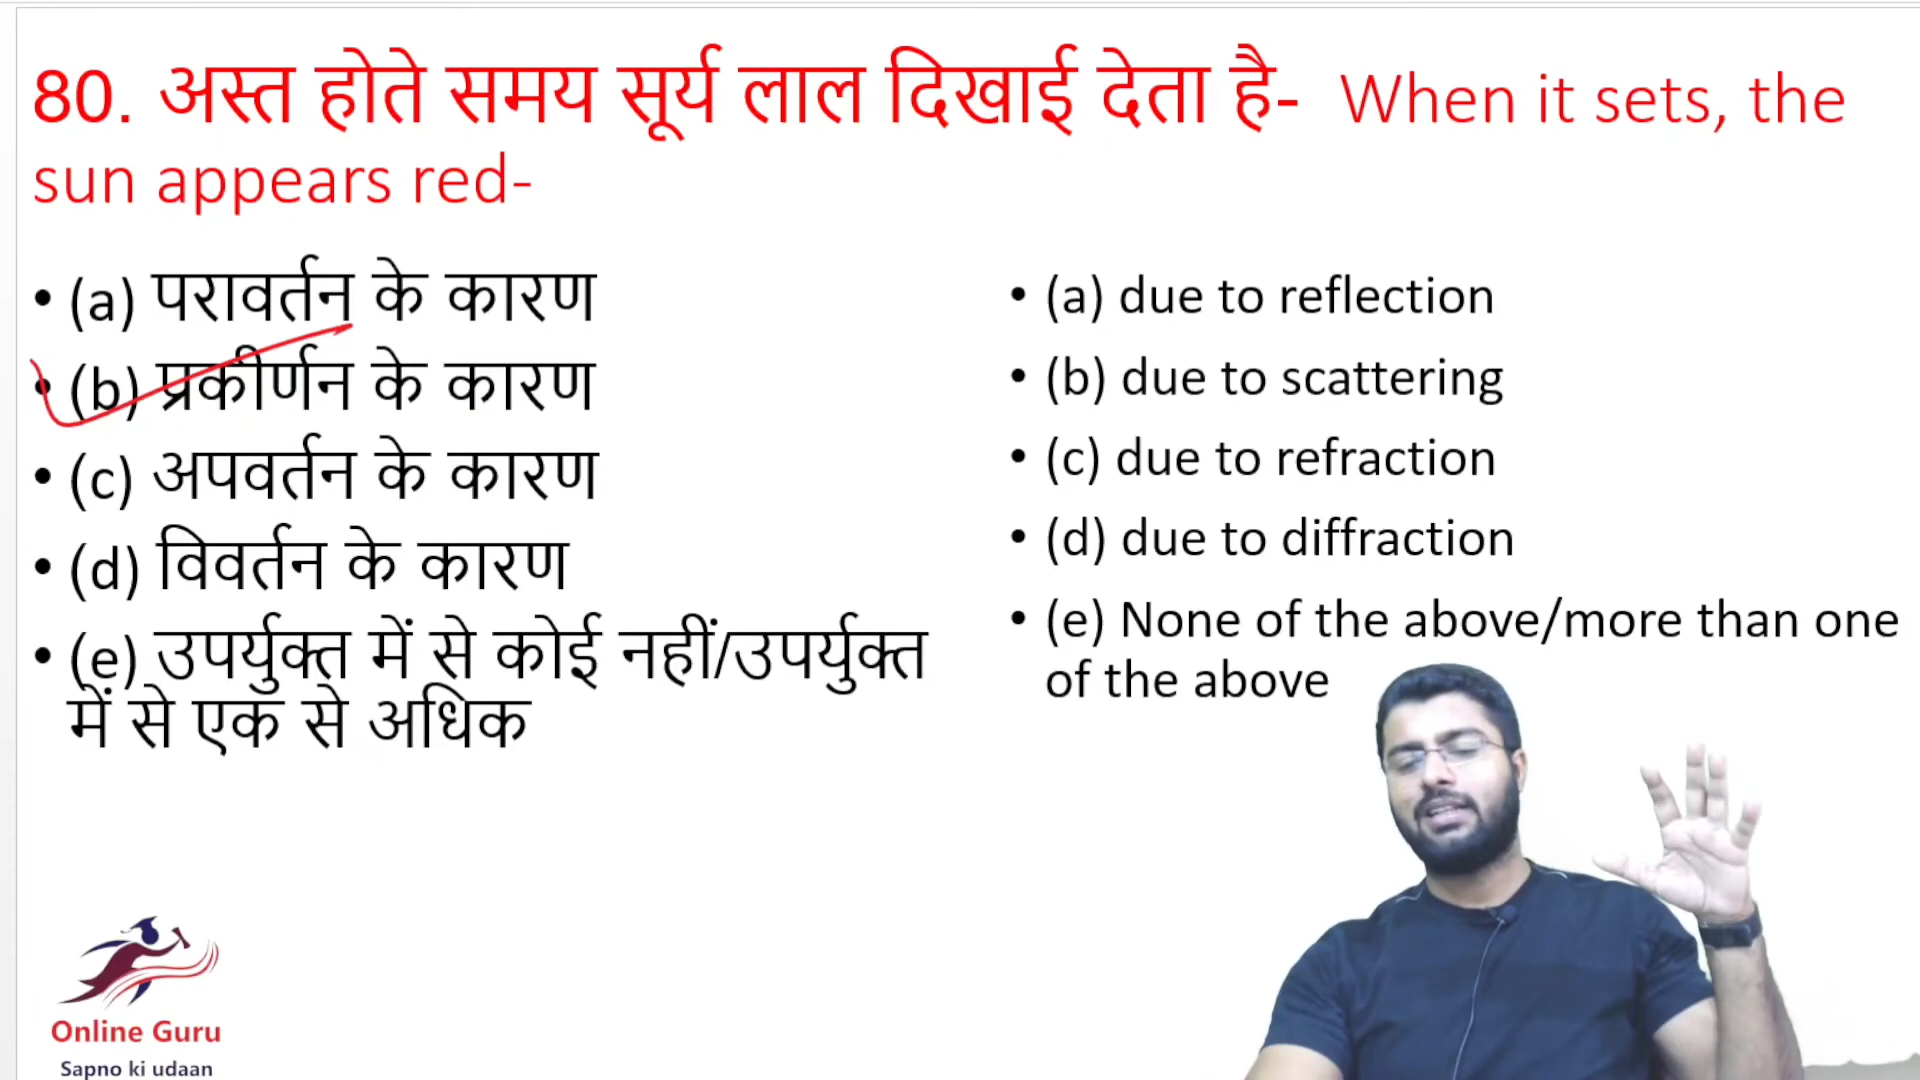 80. अस्त होते समय सूर्य लाल दिखाई देता है- When it sets, the
sun appears red-
• (a) परावर्तन के कारण
• (b) प्रकीर्णन के कारण
• (c) अपवर्तन के कारण
• (d) विवर्तन के कारण
• (e) उपर्युक्त में से कोई नहीं/उपर्युक्त
में से एक से अधिक
• (a) due to reflection
• (b) due to scattering
• (c) due to refraction
• (d) due to diffraction
• (e) None of the above/more than one
of the above
Online Guru
Sapno ki udaan